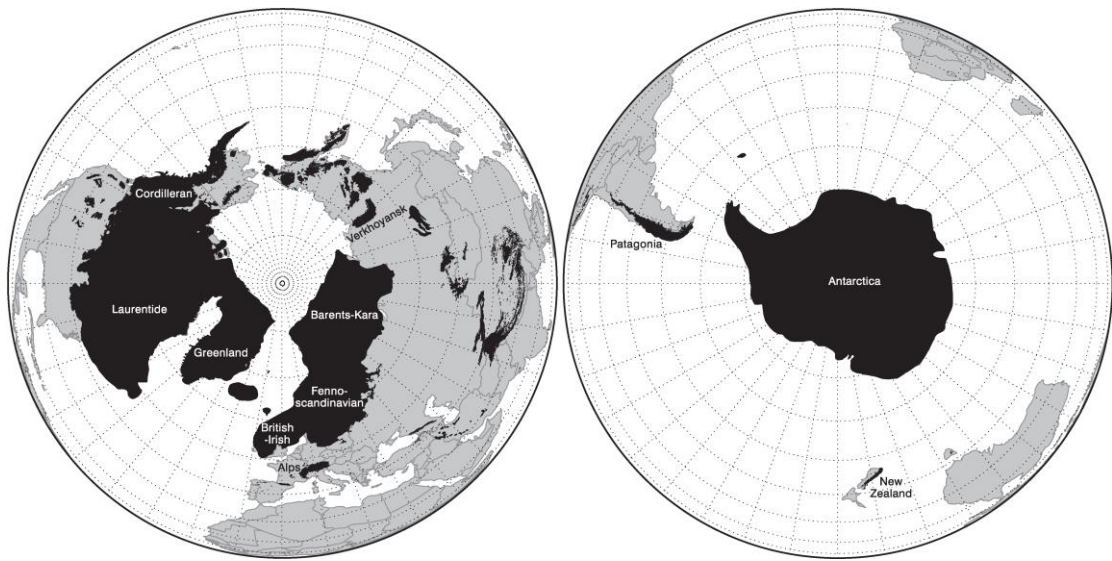 Cordilleran
Verkhoyansk
Laurentide
Greenland
Barents-Kara
Fenno-
scandinavian
British
-Irish
Alps
Patagonia
Antarctica
New
Zealand